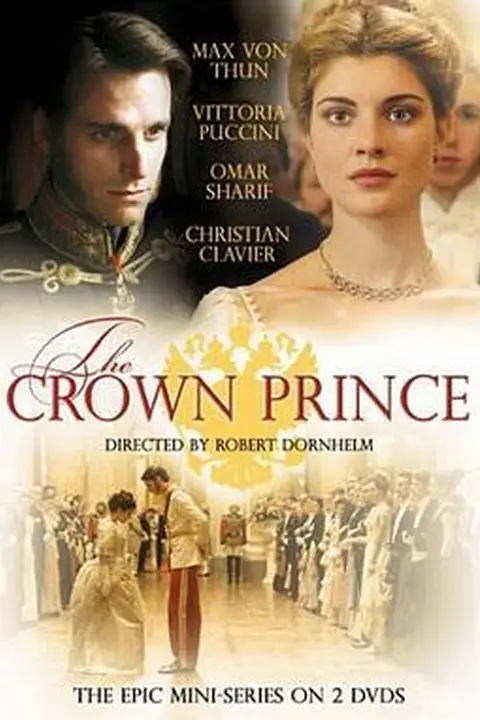 MAX VON
THUN
VITTORIA
PUCCINI
OMAR
SHARIF
CHRISTIAN
CLAVIER
The
CROWN PRINCE
DIRECTED BY ROBERT DORNHELM
THE EPIC MINI-SERIES ON 2 DVDS